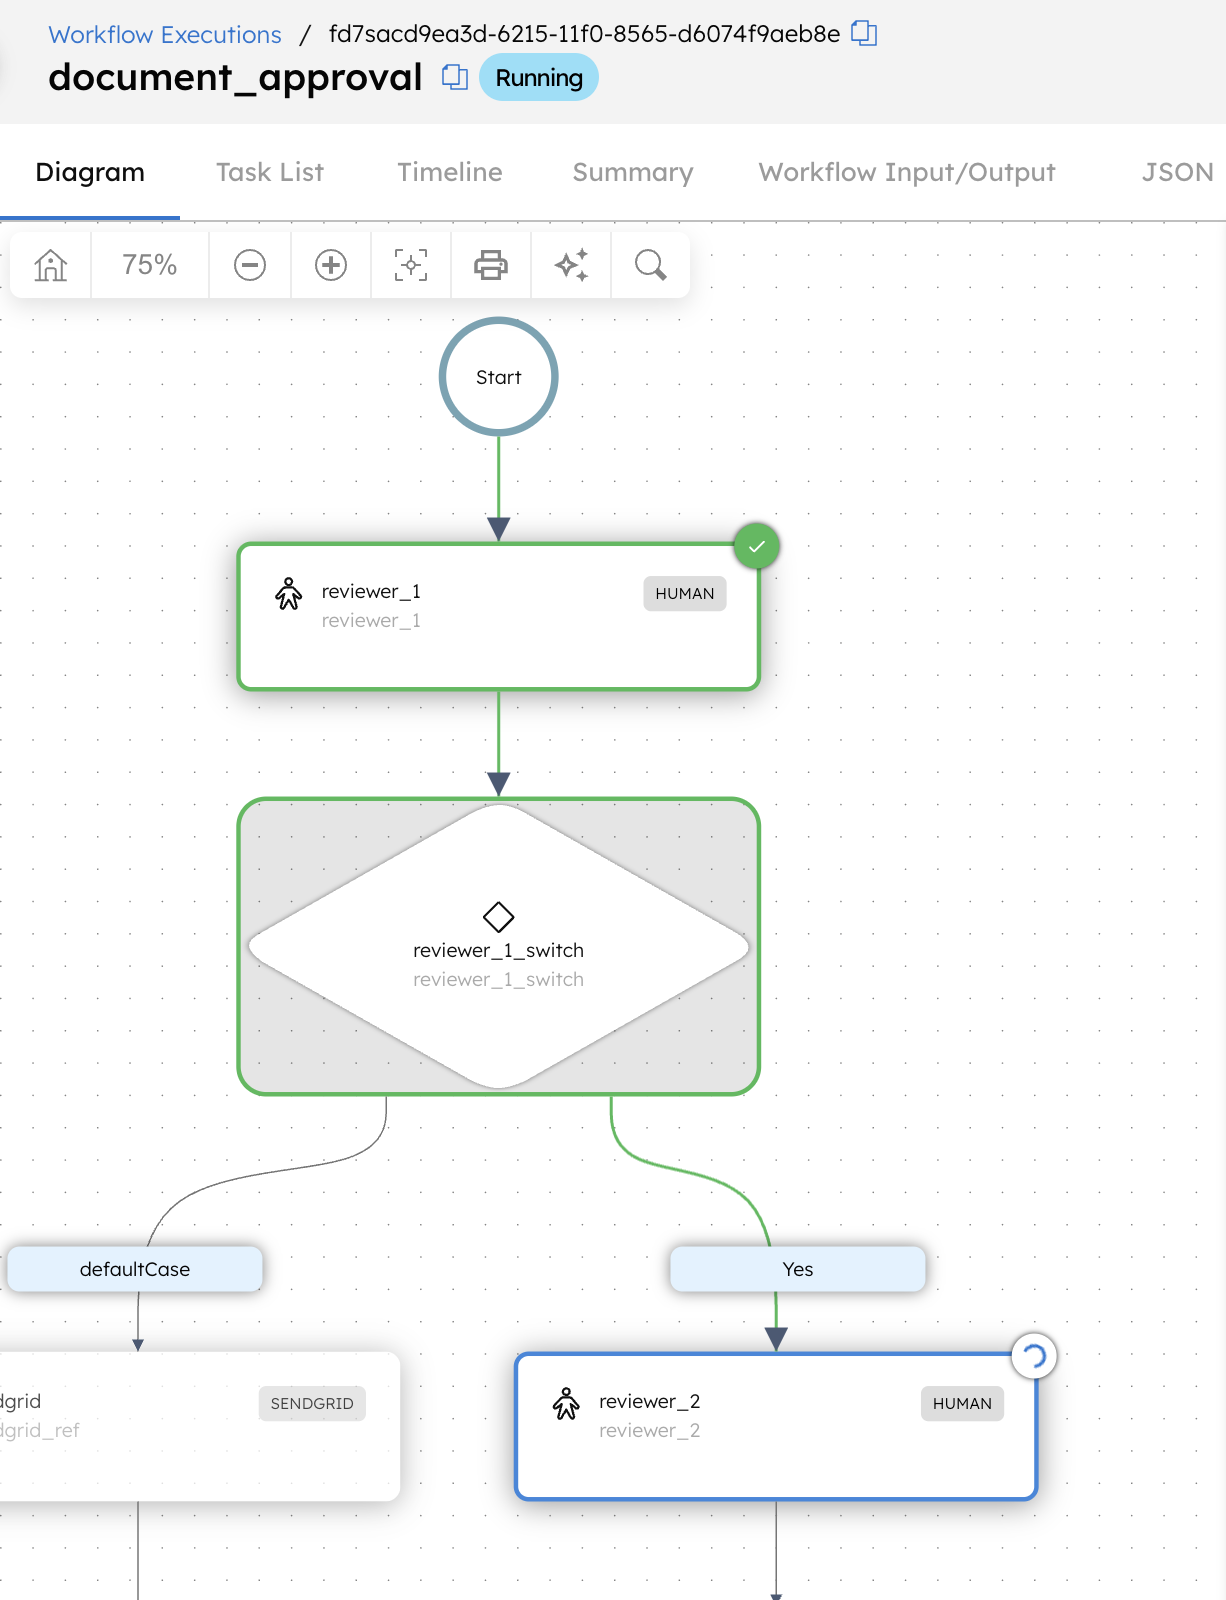 Workflow Executions / fd7sacd9ea3d-6215-11f0-8565-d6074f9aeb8e
document_approval Running
Diagram Task List Timeline Summary Workflow Input/Output JSON
75%
Start
reviewer_1 HUMAN
reviewer_1
reviewer_1_switch
reviewer_1_switch
defaultCase Yes
dgrid SENDGRID
dgrid_ref
reviewer_2 HUMAN
reviewer_2